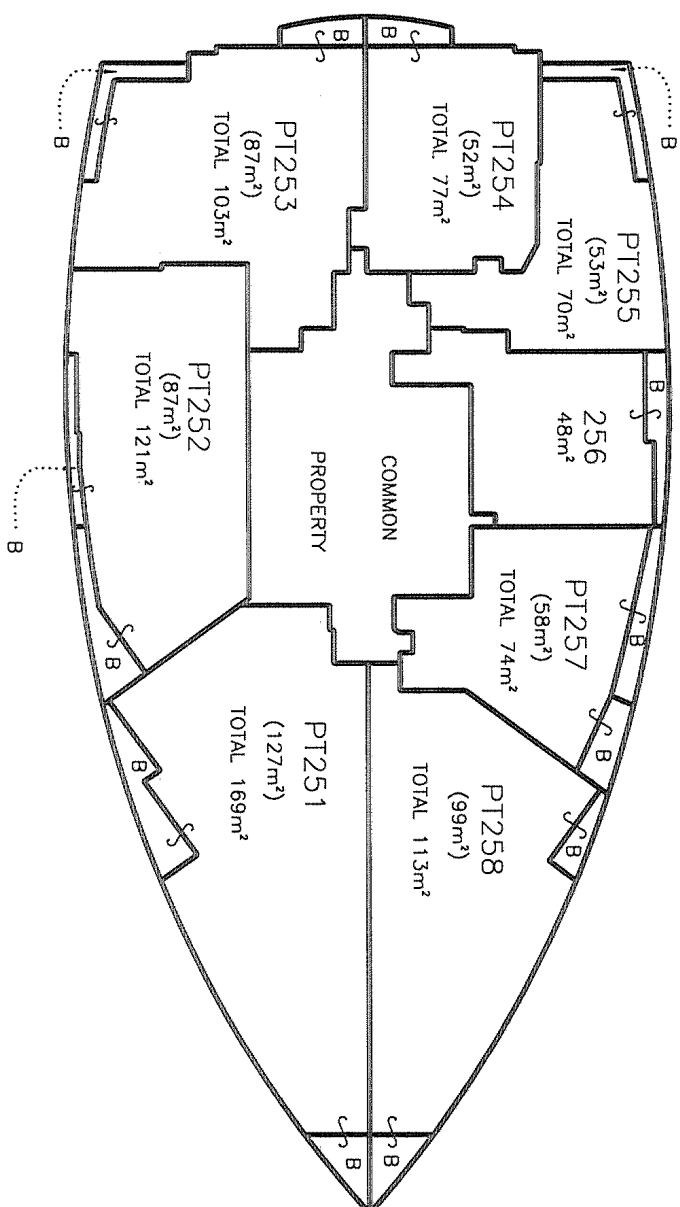 B
B
B
B
PT253
(87m²)
TOTAL 103m²
PT254
(52m²)
TOTAL 77m²
PT255
(53m²)
TOTAL 70m²
PT252
(87m²)
TOTAL 121m²
B
B
256
48m²
B
COMMON
PROPERTY
PT257
(58m²)
TOTAL 74m²
B
B
PT251
(127m²)
TOTAL 169m²
B
PT258
(99m²)
TOTAL 113m²
B
B
B